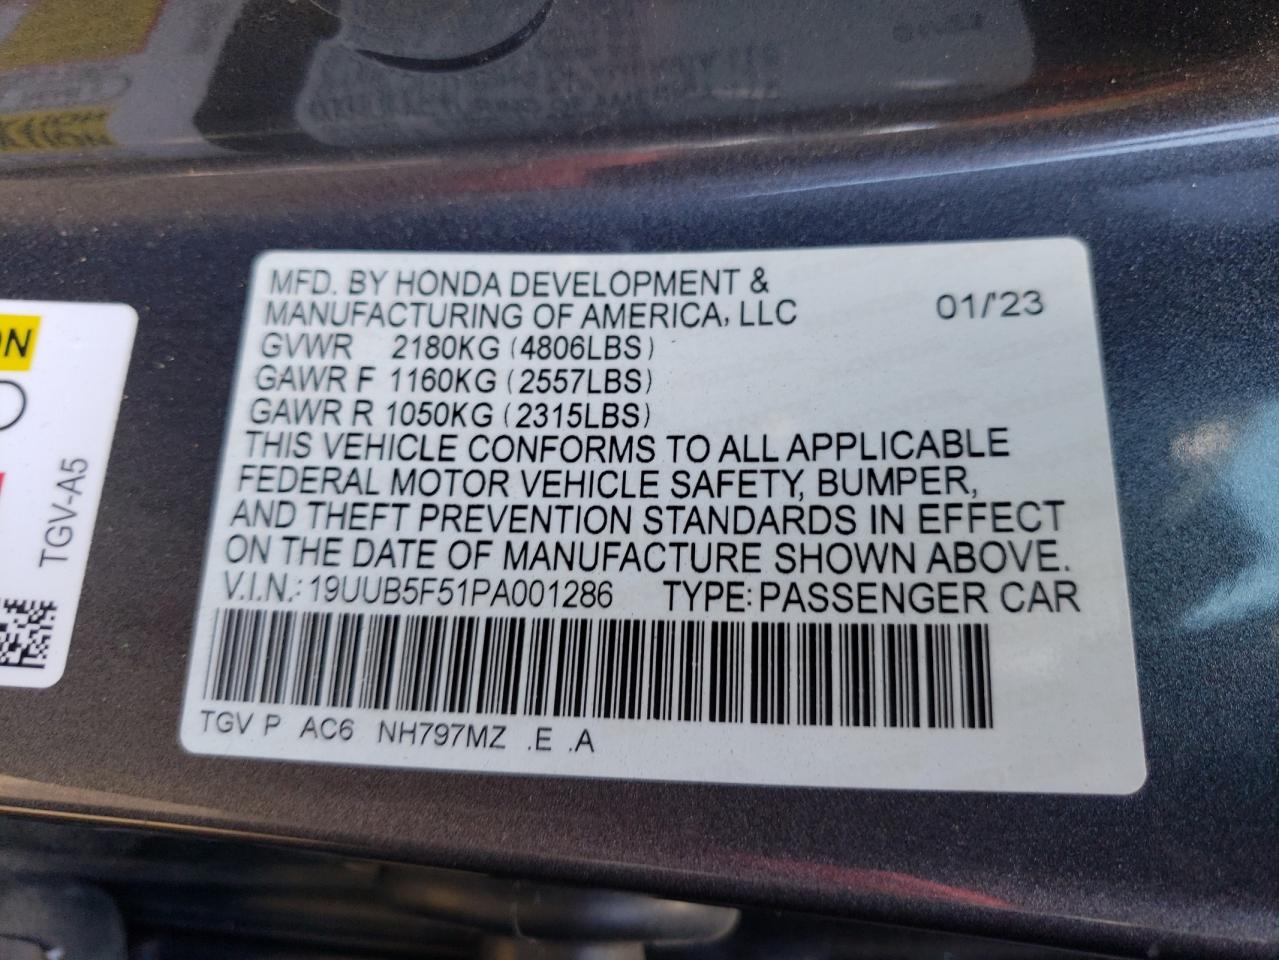 MFD. BY HONDA DEVELOPMENT &
MANUFACTURING OF AMERICA, LLC 01/'23
GVWR 2180KG (4806LBS)
GAWR F 1160KG (2557LBS)
GAWR R 1050KG (2315LBS)
THIS VEHICLE CONFORMS TO ALL APPLICABLE
FEDERAL MOTOR VEHICLE SAFETY, BUMPER,
AND THEFT PREVENTION STANDARDS IN EFFECT
ON THE DATE OF MANUFACTURE SHOWN ABOVE.
V.I.N.: 19UUB5F51PA001286 TYPE: PASSENGER CAR
TGV P AC6 NH797MZ .E .A
TGV-A5